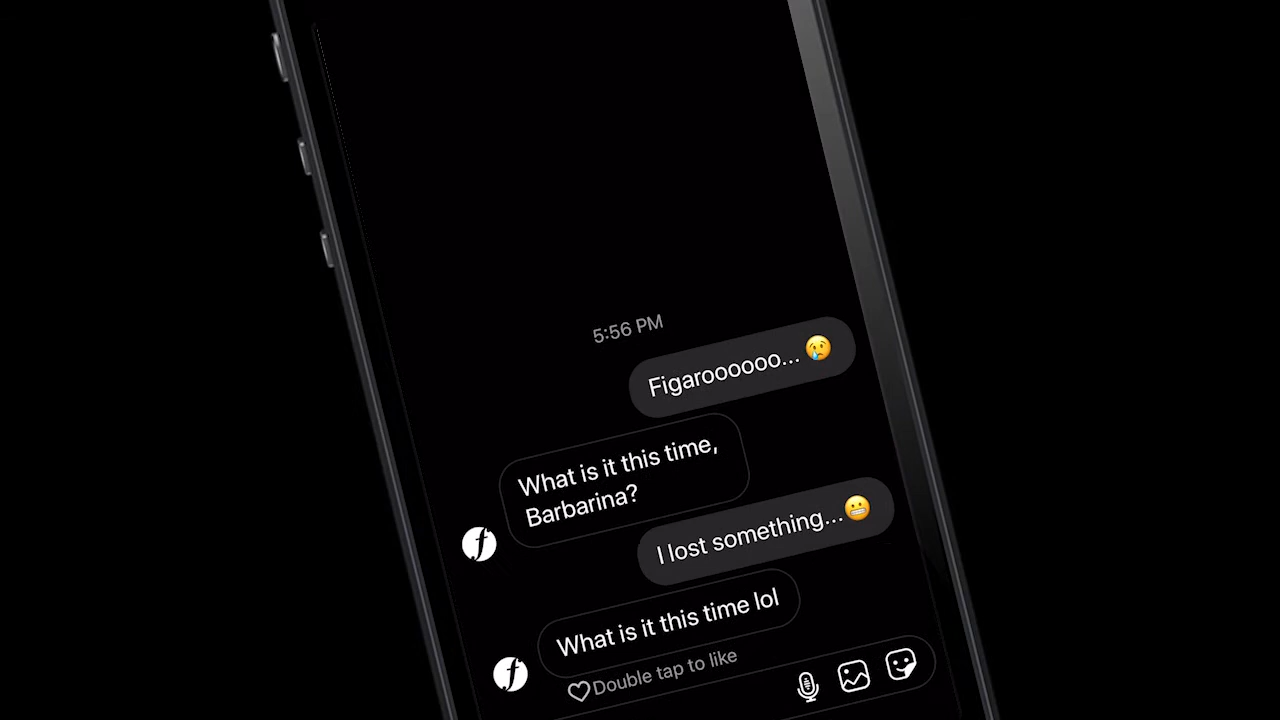 5:56 PM
Figaroooooo... 😢
What is it this time,
Barbarina?
f
I lost something...😬
What is it this time lol
f
Double tap to like